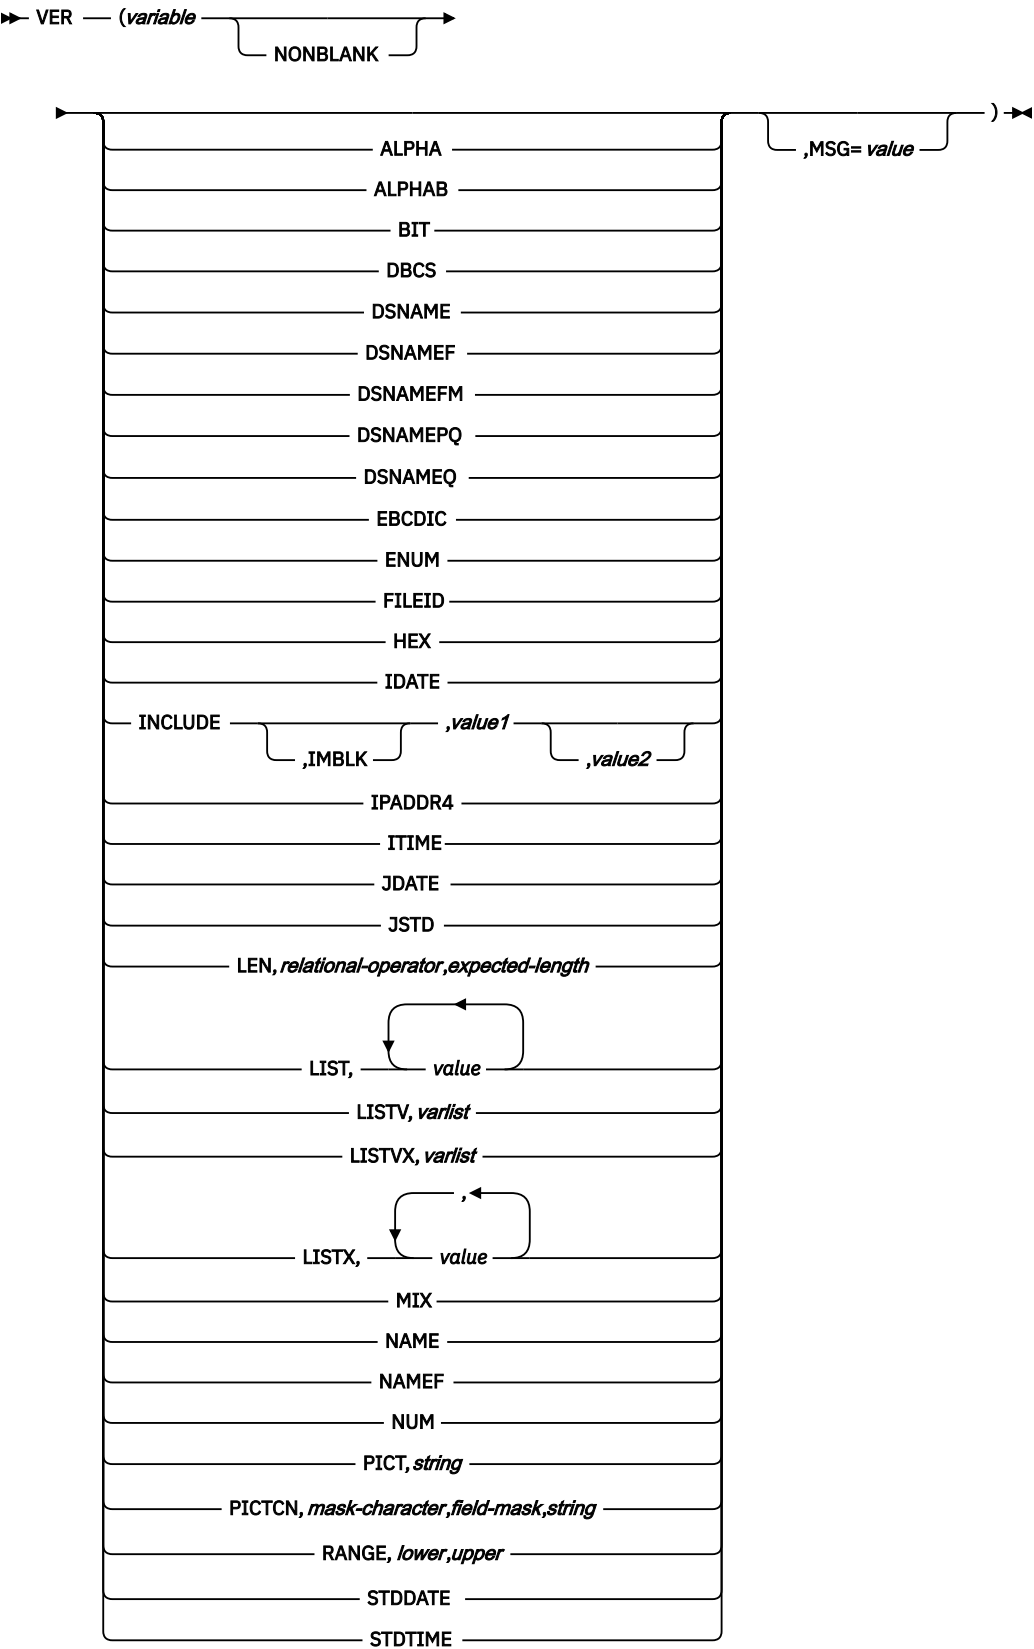 VER (variable
NONBLANK
)
ALPHA ,MSG= value
ALPHAB
BIT
DBCS
DSNAME
DSNAMEF
DSNAMEFM
DSNAMEPQ
DSNAMEQ
EBCDIC
ENUM
FILEID
HEX
IDATE
INCLUDE ,value1
,IMBLK ,value2
IPADDR4
ITIME
JDATE
JSTD
LEN, relational-operator,expected-length
LIST, value
LISTV, varlist
LISTVX, varlist
,
LISTX, value
MIX
NAME
NAMEF
NUM
PICT, string
PICTCN, mask-character,field-mask,string
RANGE, lower,upper
STDDATE
STDTIME